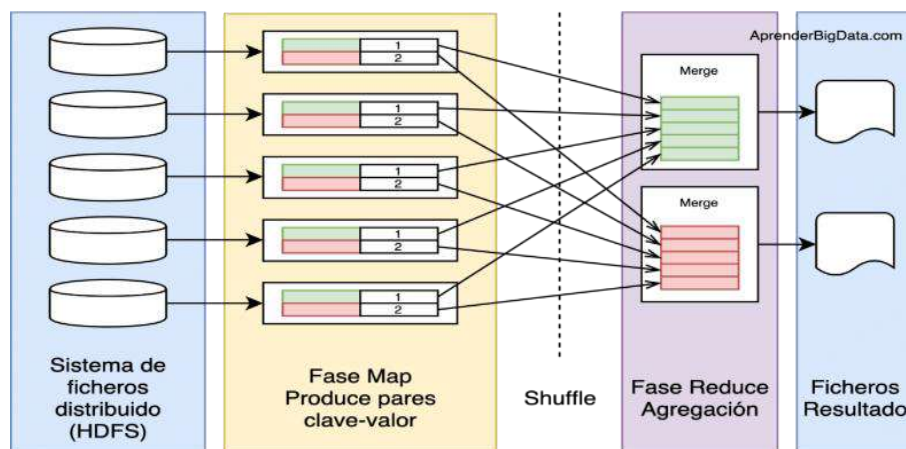 AprenderBigData.com
1
2
1
2
1
2
1
2
1
2
Merge
Merge
Sistema de
ficheros
distribuido
(HDFS)
Fase Map
Produce pares
clave-valor
Shuffle
Fase Reduce
Agregación
Ficheros
Resultado